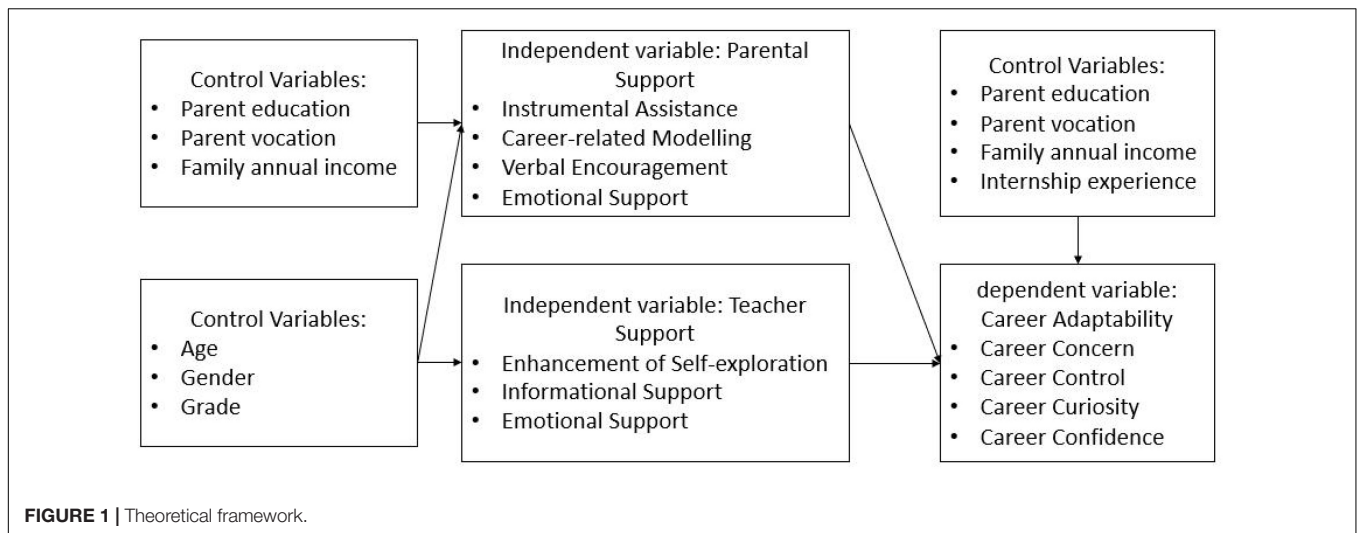 Control Variables:
• Parent education
• Parent vocation
• Family annual income
Independent variable: Parental
Support
• Instrumental Assistance
• Career-related Modelling
• Verbal Encouragement
• Emotional Support
Control Variables:
• Parent education
• Parent vocation
• Family annual income
• Internship experience
Control Variables:
• Age
• Gender
• Grade
Independent variable: Teacher
Support
• Enhancement of Self-exploration
• Informational Support
• Emotional Support
dependent variable:
Career Adaptability
• Career Concern
• Career Control
• Career Curiosity
• Career Confidence
FIGURE 1 | Theoretical framework.